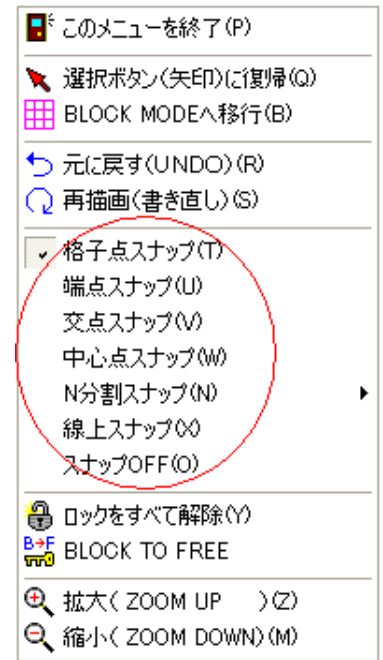 このメニューを終了(P)
選択ボタン(矢印)に復帰(Q)
BLOCK MODEへ移行(B)
元に戻す(UNDO)(R)
再描画(書き直し)(S)
格子点スナップ(T)
端点スナップ(U)
交点スナップ(V)
中心点スナップ(W)
N分割スナップ(N)
線上スナップ(X)
スナップOFF(O)
ロックをすべて解除(Y)
B→F BLOCK TO FREE
拡大( ZOOM UP )(Z)
縮小( ZOOM DOWN)(M)